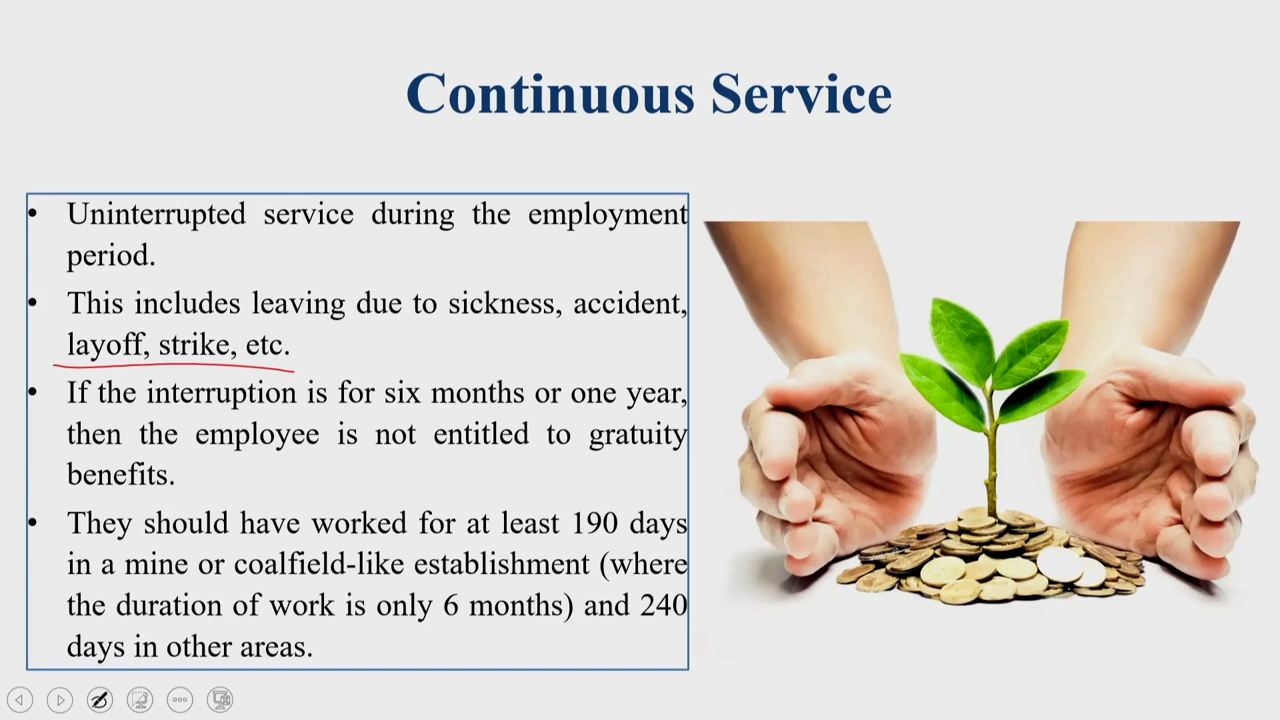 Continuous Service
• Uninterrupted service during the employment
period.
• This includes leaving due to sickness, accident,
layoff, strike, etc.
• If the interruption is for six months or one year,
then the employee is not entitled to gratuity
benefits.
• They should have worked for at least 190 days
in a mine or coalfield-like establishment (where
the duration of work is only 6 months) and 240
days in other areas.